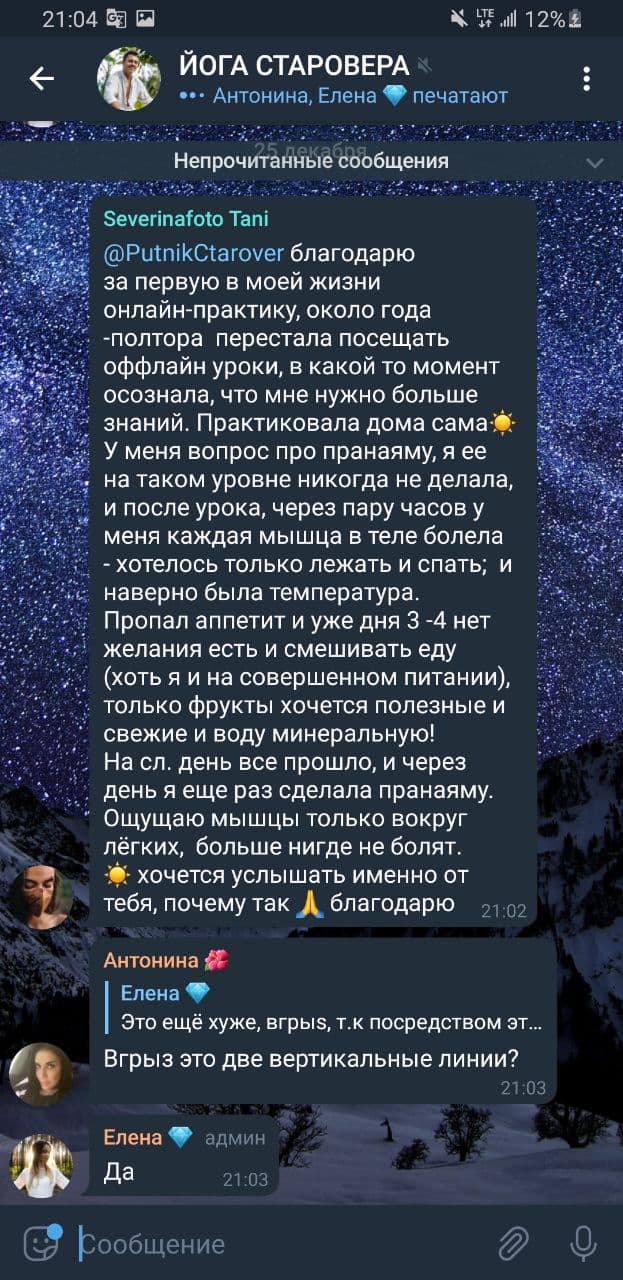 21:04 LTE 12%
ЙОГА СТАРОВЕРА
Антонина, Елена 💎 печатают
25 декабря
Непрочитанные сообщения
Severinafoto Tani
@PutnikCtarover благодарю
за первую в моей жизни
онлайн-практику, около года
-полтора перестала посещать
оффлайн уроки, в какой то момент
осознала, что мне нужно больше
знаний. Практиковала дома сама☀️
У меня вопрос про пранаяму, я ее
на таком уровне никогда не делала,
и после урока, через пару часов у
меня каждая мышца в теле болела
- хотелось только лежать и спать; и
наверно была температура.
Пропал аппетит и уже дня 3 -4 нет
желания есть и смешивать еду
(хоть я и на совершенном питании),
только фрукты хочется полезные и
свежие и воду минеральную!
На сл. день все прошло, и через
день я еще раз сделала пранаяму.
Ощущаю мышцы только вокруг
лёгких, больше нигде не болят.
☀️ хочется услышать именно от
тебя, почему так 🙏 благодарю 21:02
Антонина 🌺
Елена 💎
Это ещё хуже, вгрыз, т.к посредством эт...
Вгрыз это две вертикальные линии?
21:03
Елена 💎 админ
Да 21:03
Сообщение